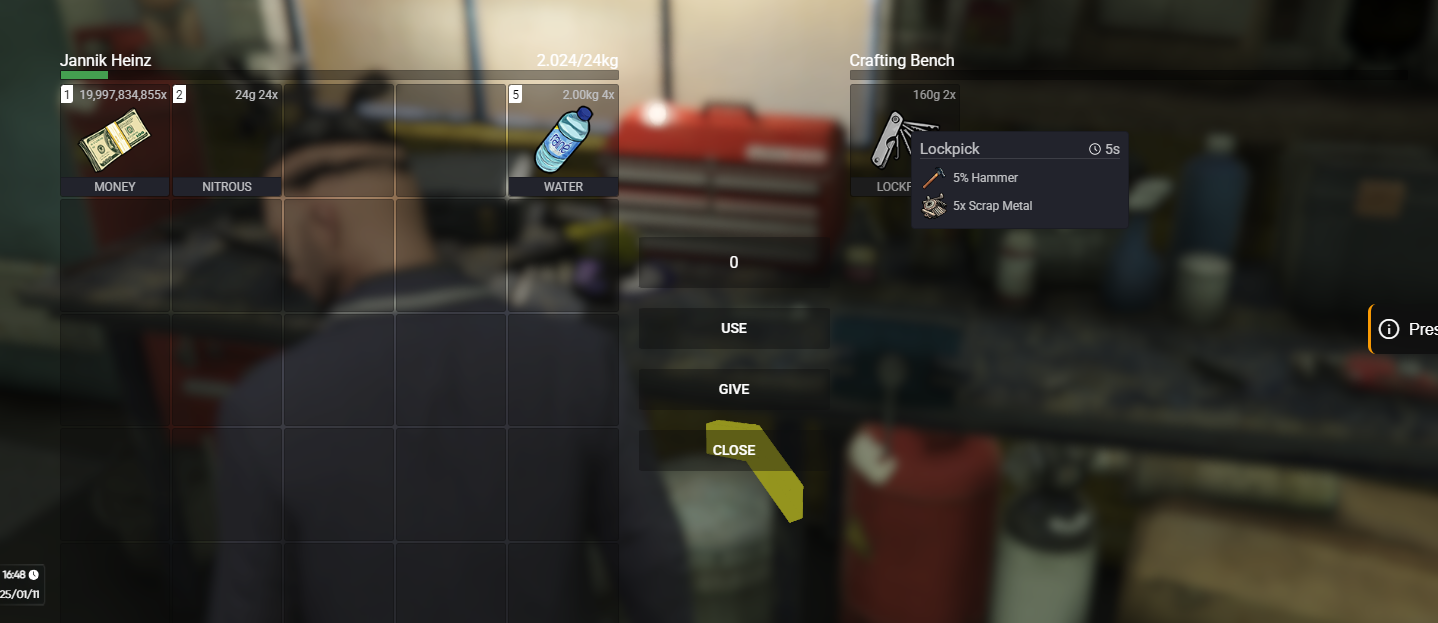 Jannik Heinz
2.024/24kg
1
19,997,834,855x
MONEY
2
24g 24x
NITROUS
5
2.00kg 4x
WATER
0
USE
GIVE
CLOSE
Crafting Bench
160g 2x
LOCKP
Lockpick
5s
5% Hammer
5x Scrap Metal
Pres
16:48
25/01/11